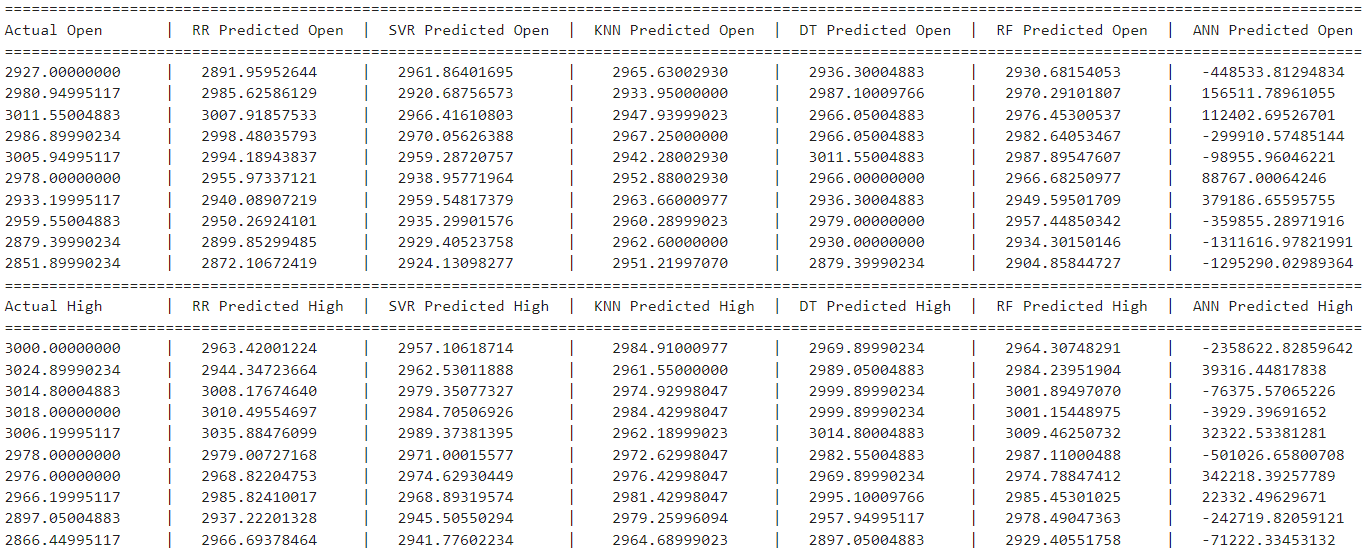 Actual Open | RR Predicted Open | SVR Predicted Open | KNN Predicted Open | DT Predicted Open | RF Predicted Open | ANN Predicted Open
2927.00000000 | 2891.95952644 | 2961.86401695 | 2965.63002930 | 2936.30004883 | 2930.68154053 | -448533.81294834
2980.94995117 | 2985.62586129 | 2920.68756573 | 2933.95000000 | 2987.10009766 | 2970.29101807 | 156511.78961055
3011.55004883 | 3007.91857533 | 2966.41610803 | 2947.93999023 | 2966.05004883 | 2976.45300537 | 112402.69526701
2986.89990234 | 2998.48035793 | 2970.05626388 | 2967.25000000 | 2966.05004883 | 2982.64053467 | -299910.57485144
3005.94995117 | 2994.18943837 | 2959.28720757 | 2942.28002930 | 3011.55004883 | 2987.89547607 | -98955.96046221
2978.00000000 | 2955.97337121 | 2938.95771964 | 2952.88002930 | 2966.00000000 | 2966.68250977 | 88767.00064246
2933.19995117 | 2940.08907219 | 2959.54817379 | 2963.66000977 | 2936.30004883 | 2949.59501709 | 379186.65595755
2959.55004883 | 2950.26924101 | 2935.29901576 | 2960.28999023 | 2979.00000000 | 2957.44850342 | -359855.28971916
2879.39990234 | 2899.85299485 | 2929.40523758 | 2962.60000000 | 2930.00000000 | 2934.30150146 | -1311616.97821991
2851.89990234 | 2872.10672419 | 2924.13098277 | 2951.21997070 | 2879.39990234 | 2904.85844727 | -1295290.02989364
Actual High | RR Predicted High | SVR Predicted High | KNN Predicted High | DT Predicted High | RF Predicted High | ANN Predicted High
3000.00000000 | 2963.42001224 | 2957.10618714 | 2984.91000977 | 2969.89990234 | 2964.30748291 | -2358622.82859642
3024.89990234 | 2944.34723664 | 2962.53011888 | 2961.55000000 | 2989.05004883 | 2984.23951904 | 39316.44817838
3014.80004883 | 3008.17674640 | 2979.35077327 | 2974.92998047 | 2999.89990234 | 3001.89497070 | -76375.57065226
3018.00000000 | 3010.49554697 | 2984.70506926 | 2984.42998047 | 2999.89990234 | 3001.15448975 | -3929.39691652
3006.19995117 | 3035.88476099 | 2989.37381395 | 2962.18999023 | 3014.80004883 | 3009.46250732 | 32322.53381281
2978.00000000 | 2979.00727168 | 2971.00015577 | 2972.62998047 | 2982.55004883 | 2987.11000488 | -501026.65800708
2976.00000000 | 2968.82204753 | 2974.62930449 | 2976.42998047 | 2969.89990234 | 2974.78847412 | 342218.39257789
2966.19995117 | 2985.82410017 | 2968.89319574 | 2981.42998047 | 2995.10009766 | 2985.45301025 | 22332.49629671
2897.05004883 | 2937.22201328 | 2945.50550294 | 2979.25996094 | 2957.94995117 | 2978.49047363 | -242719.82059121
2866.44995117 | 2966.69378464 | 2941.77602234 | 2964.68999023 | 2897.05004883 | 2929.40551758 | -71222.33453132